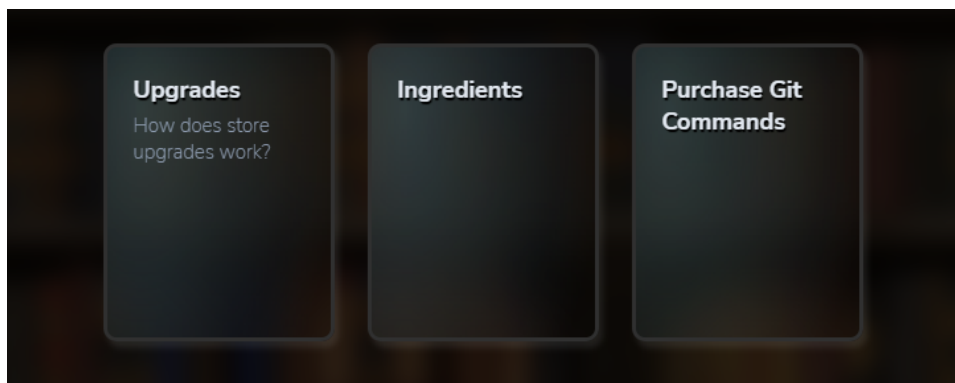 Upgrades
How does store
upgrades work?
Ingredients
Purchase Git
Commands